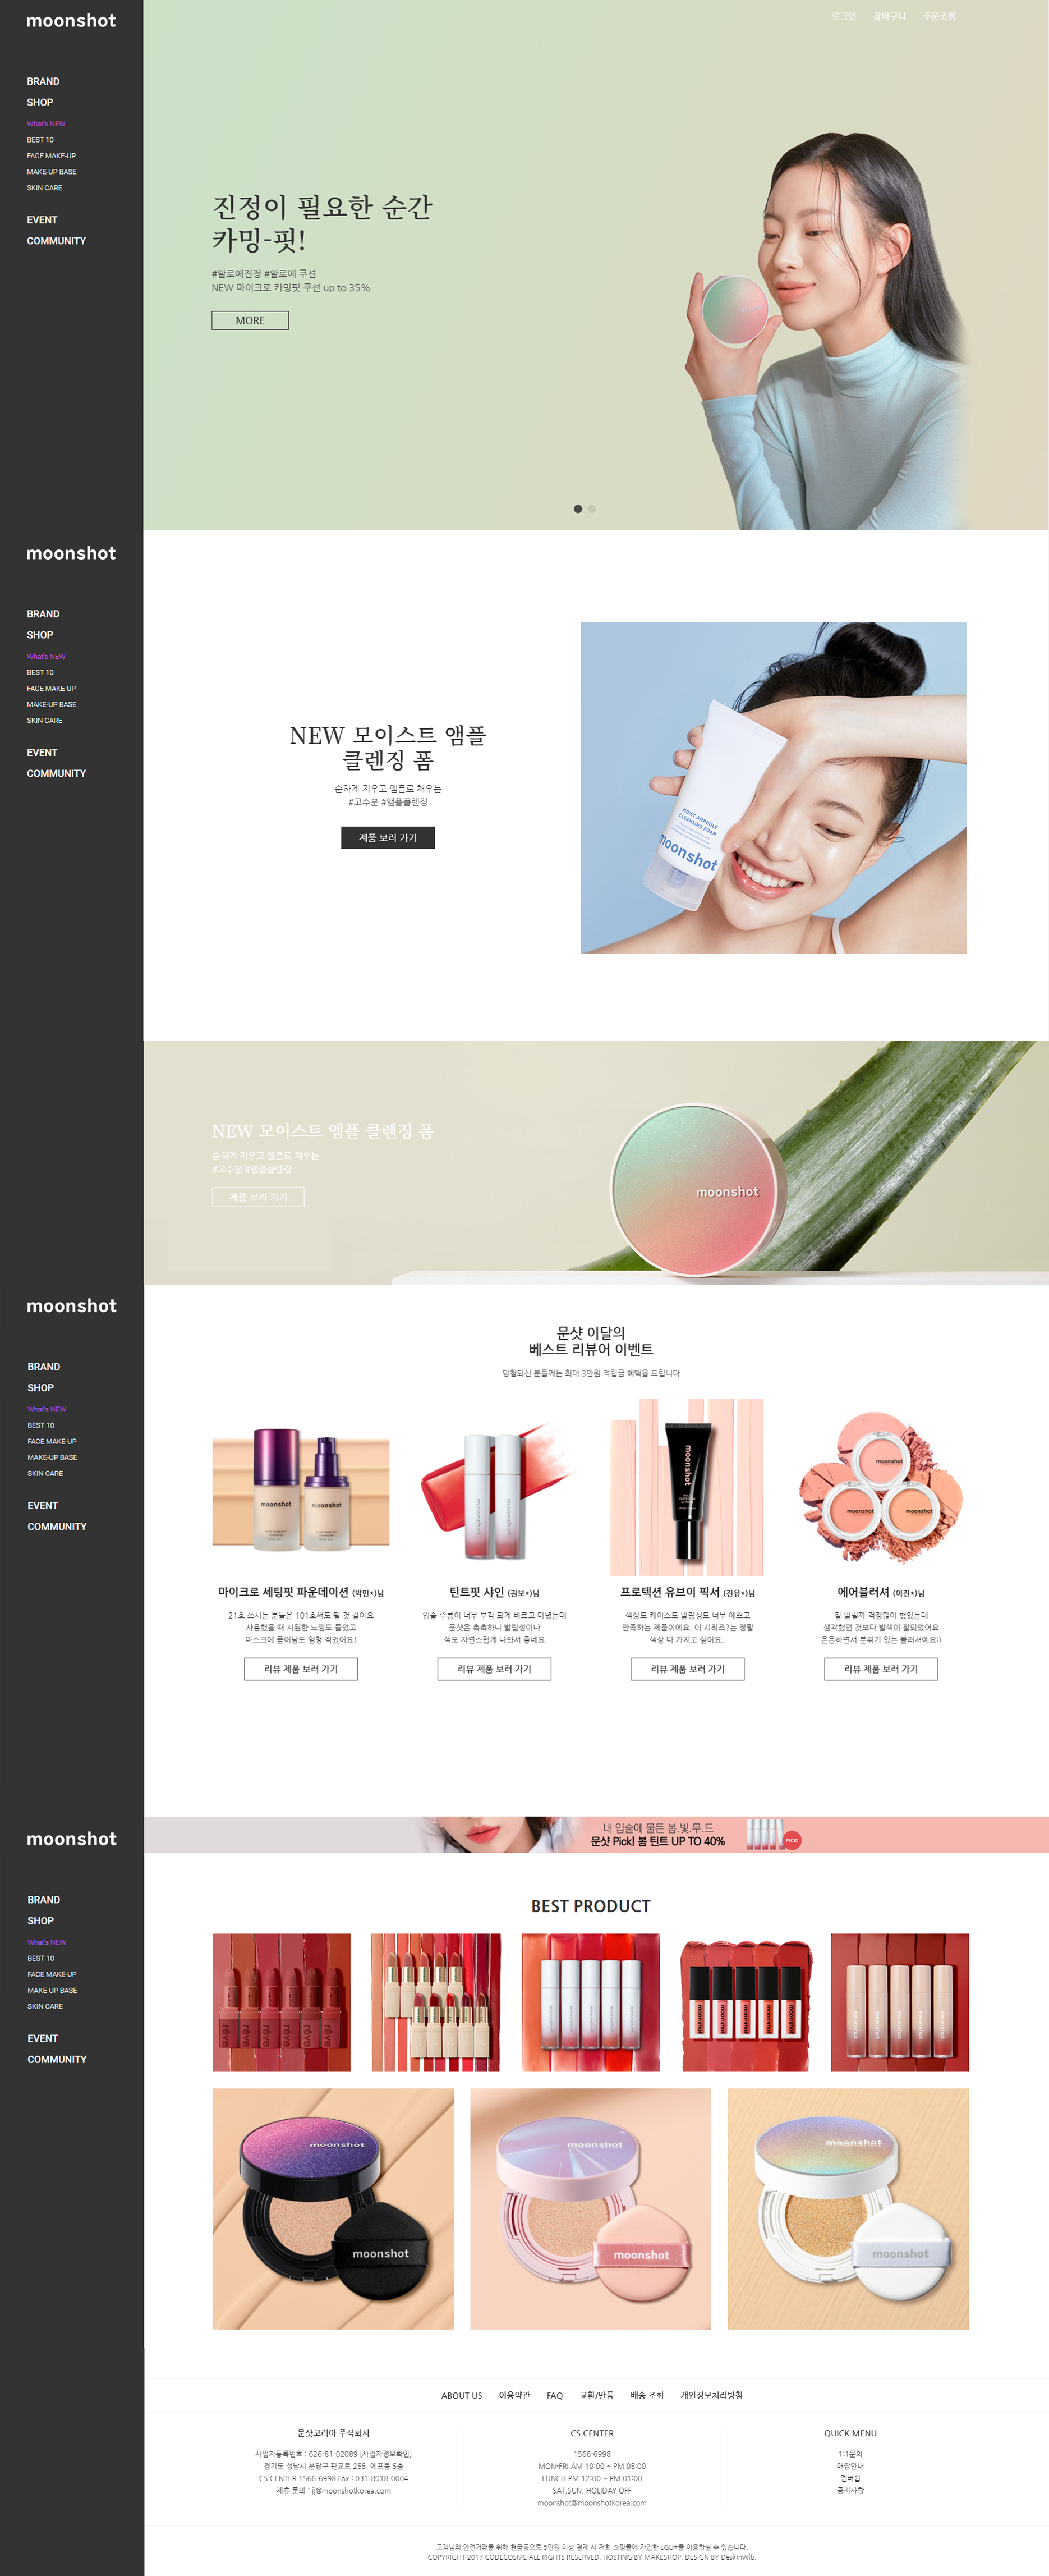 moonshot
BRAND
SHOP
What's NEW
BEST 10
FACE MAKE-UP
MAKE-UP BASE
SKIN CARE
EVENT
COMMUNITY
로그인 장바구니 주문조회
진정이 필요한 순간
카밍-핏!
#알로에진정 #알로에 쿠션
NEW 마이크로 카밍핏 쿠션 up to 35%
MORE
moonshot
BRAND
SHOP
What's NEW
BEST 10
FACE MAKE-UP
MAKE-UP BASE
SKIN CARE
EVENT
COMMUNITY
NEW 모이스트 앰플
클렌징 폼
순하게 지우고 앰플로 채우는
#고수분 #앰플클렌징
제품 보러 가기
MOIST AMPOULE
CLEANSING FOAM
moonshot
NEW 모이스트 앰플 클렌징 폼
순하게 지우고 앰플로 채우는
#고수분 #앰플클렌징
제품 보러 가기
moonshot
moonshot
BRAND
SHOP
What's NEW
BEST 10
FACE MAKE-UP
MAKE-UP BASE
SKIN CARE
EVENT
COMMUNITY
문샷 이달의
베스트 리뷰어 이벤트
당첨되신 분들께는 최대 3만원 적립금 혜택을 드립니다
moonshot
moonshot
moonshot
moonshot
moonshot
moonshot
moonshot
moonshot
마이크로 세팅핏 파운데이션 (박민*)님
21호 쓰시는 분들은 101호써도 될 것 같아요
사용했을 때 시원한 느낌도 들었고
마스크에 묻어남도 엄청 적었어요!
리뷰 제품 보러 가기
틴트핏 샤인 (권보*)님
입술 주름이 너무 부각 되게 바르고 다녔는데
문샷은 촉촉하니 발림성이나
색도 자연스럽게 나와서 좋네요
리뷰 제품 보러 가기
프로텍션 유브이 픽서 (진유*)님
색상도 케이스도 발림성도 너무 예쁘고
만족하는 제품이에요. 이 시리즈?는 정말
색상 다 가지고 싶어요..
리뷰 제품 보러 가기
에어블러셔 (이진*)님
잘 발릴까 걱정많이 했었는데
생각했던 것보다 발색이 잘되었어요
은은하면서 분위기 있는 블러셔예요:)
리뷰 제품 보러 가기
내 입술에 물든 봄.빛.무.드
문샷 Pick! 봄 틴트 UP TO 40%
PICK!
moonshot
BRAND
SHOP
What's NEW
BEST 10
FACE MAKE-UP
MAKE-UP BASE
SKIN CARE
EVENT
COMMUNITY
BEST PRODUCT
rêve rêve rêve rêve rêve rêve
moonshot moonshot moonshot moonshot moonshot
moonshot moonshot moonshot moonshot moonshot
moonshot moonshot moonshot moonshot moonshot
moonshot
moonshot
moonshot
moonshot
moonshot
moonshot
ABOUT US 이용약관 FAQ 교환/반품 배송 조회 개인정보처리방침
문샷코리아 주식회사
사업자등록번호 : 626-81-02089 [사업자정보확인]
경기도 성남시 분당구 판교로 255, 에프동 5층
CS CENTER 1566-6998 Fax : 031-8018-0004
제휴 문의 : jj@moonshotkorea.com
CS CENTER
1566-6998
MON-FRI AM 10:00 ~ PM 05:00
LUNCH PM 12:00 ~ PM 01:00
SAT,SUN, HOLIDAY OFF
moonshot@moonshotkorea.com
QUICK MENU
1:1문의
매장안내
멤버쉽
공지사항
고객님의 안전거래를 위해 현금등으로 5만원 이상 결제 시 저희 쇼핑몰에 가입한 LGU+를 이용하실 수 있습니다.
COPYRIGHT 2017 CODECOSME ALL RIGHTS RESERVED. HOSTING BY MAKESHOP. DESIGN BY DesignWib.